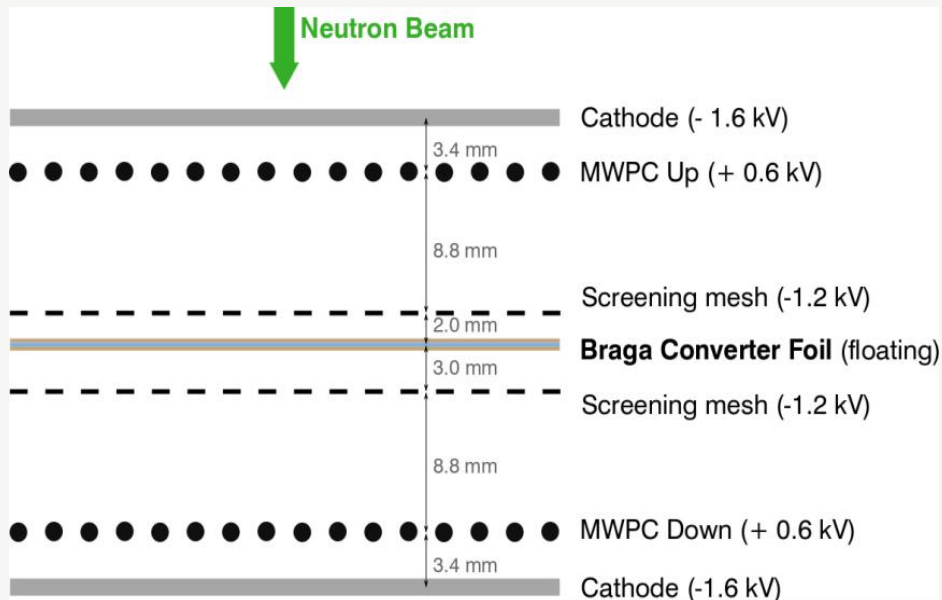 Neutron Beam
Cathode (- 1.6 kV)
3.4 mm
MWPC Up (+ 0.6 kV)
8.8 mm
Screening mesh (-1.2 kV)
2.0 mm
Braga Converter Foil (floating)
3.0 mm
Screening mesh (-1.2 kV)
8.8 mm
MWPC Down (+ 0.6 kV)
3.4 mm
Cathode (-1.6 kV)